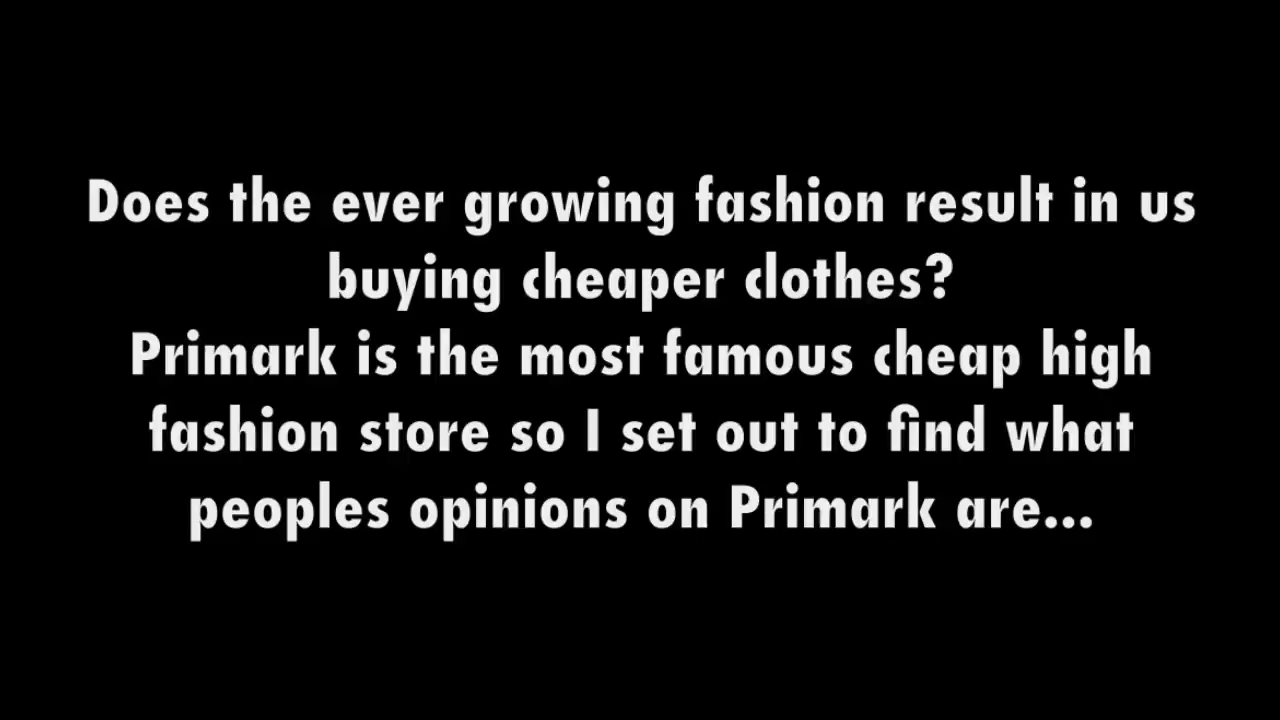 Does the ever growing fashion result in us
buying cheaper clothes?
Primark is the most famous cheap high
fashion store so I set out to find what
peoples opinions on Primark are...